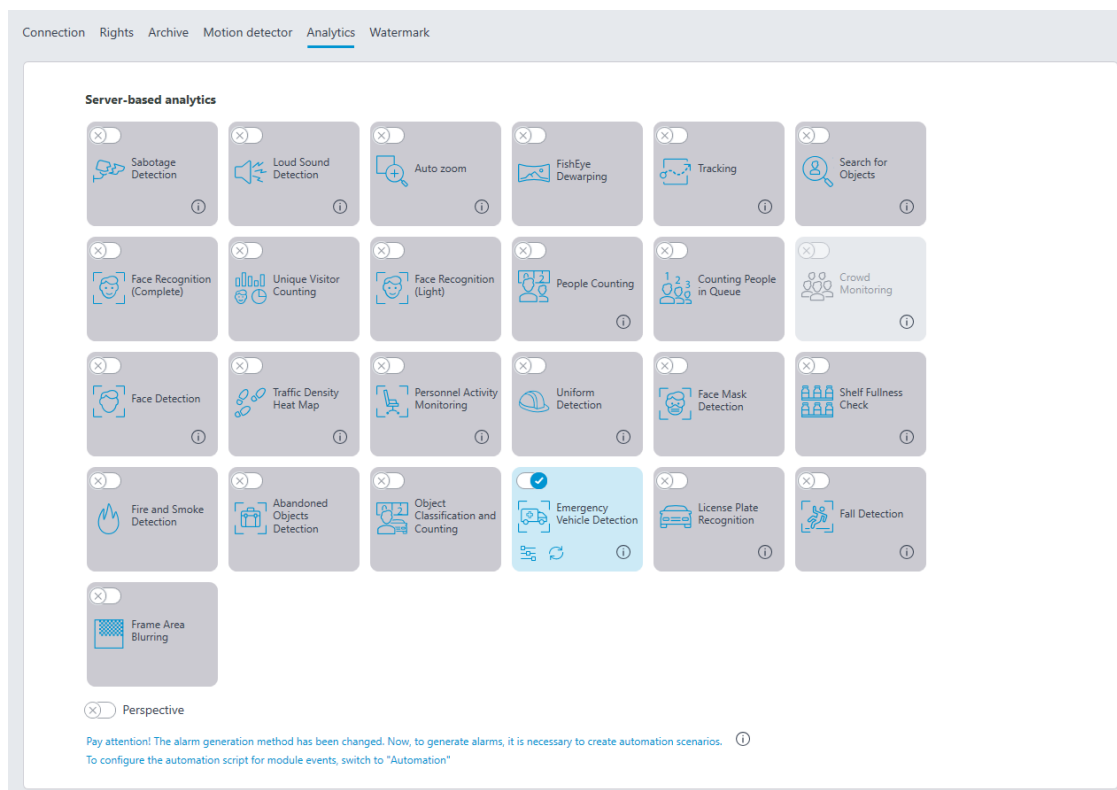 Connection Rights Archive Motion detector Analytics Watermark
Server-based analytics
Sabotage
Detection
Loud Sound
Detection
Auto zoom
FishEye
Dewarping
Tracking
Search for
Objects
Face Recognition
(Complete)
Unique Visitor
Counting
Face Recognition
(Light)
People Counting
Counting People
in Queue
Crowd
Monitoring
Face Detection
Traffic Density
Heat Map
Personnel Activity
Monitoring
Uniform
Detection
Face Mask
Detection
Shelf Fullness
Check
Fire and Smoke
Detection
Abandoned
Objects
Detection
Object
Classification and
Counting
Emergency
Vehicle Detection
License Plate
Recognition
Fall Detection
Frame Area
Blurring
Perspective
Pay attention! The alarm generation method has been changed. Now, to generate alarms, it is necessary to create automation scenarios.
To configure the automation script for module events, switch to "Automation"